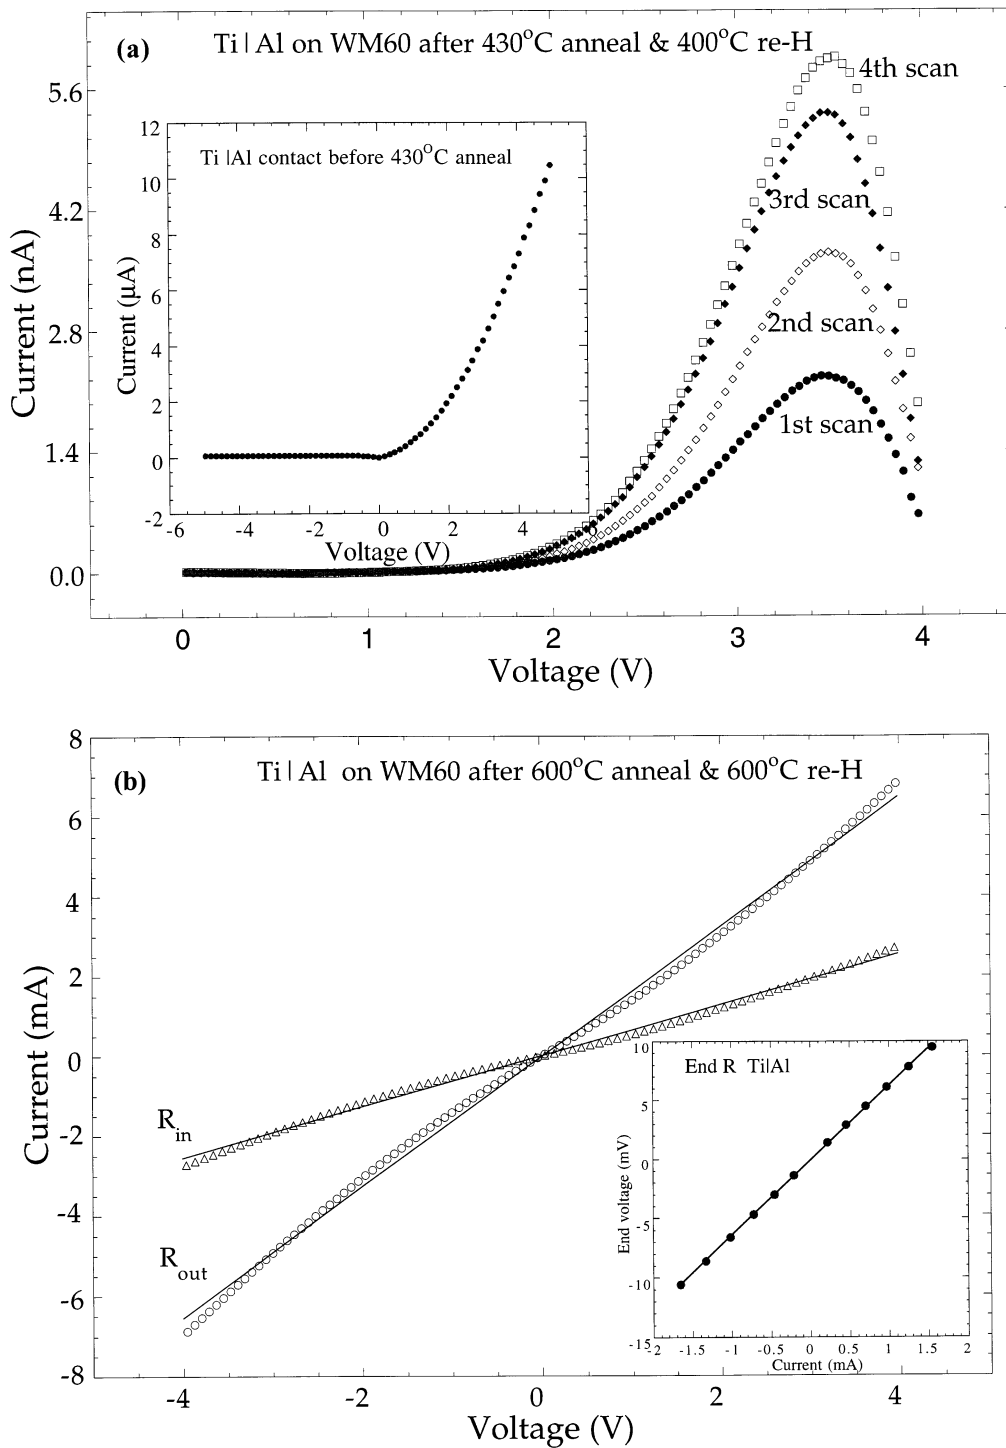 (a) Ti | Al on WM60 after 430°C anneal & 400°C re-H
4th scan
3rd scan
2nd scan
1st scan
5.6
4.2
2.8
1.4
0.0
Current (nA)
0 1 2 3 4
Voltage (V)
Ti |Al contact before 430°C anneal
12
10
8
6
4
2
0
-2
Current (µA)
-6 -4 -2 0 2 4 6
Voltage (V)
(b) Ti | Al on WM60 after 600°C anneal & 600°C re-H
8
6
4
2
0
-2
-4
-6
-8
Current (mA)
R in
R out
-4 -2 0 2 4
Voltage (V)
End R Ti|Al
10
5
0
-5
-10
-15
End voltage (mV)
-2 -1.5 -1 -0.5 0 0.5 1 1.5 2
Current (mA)